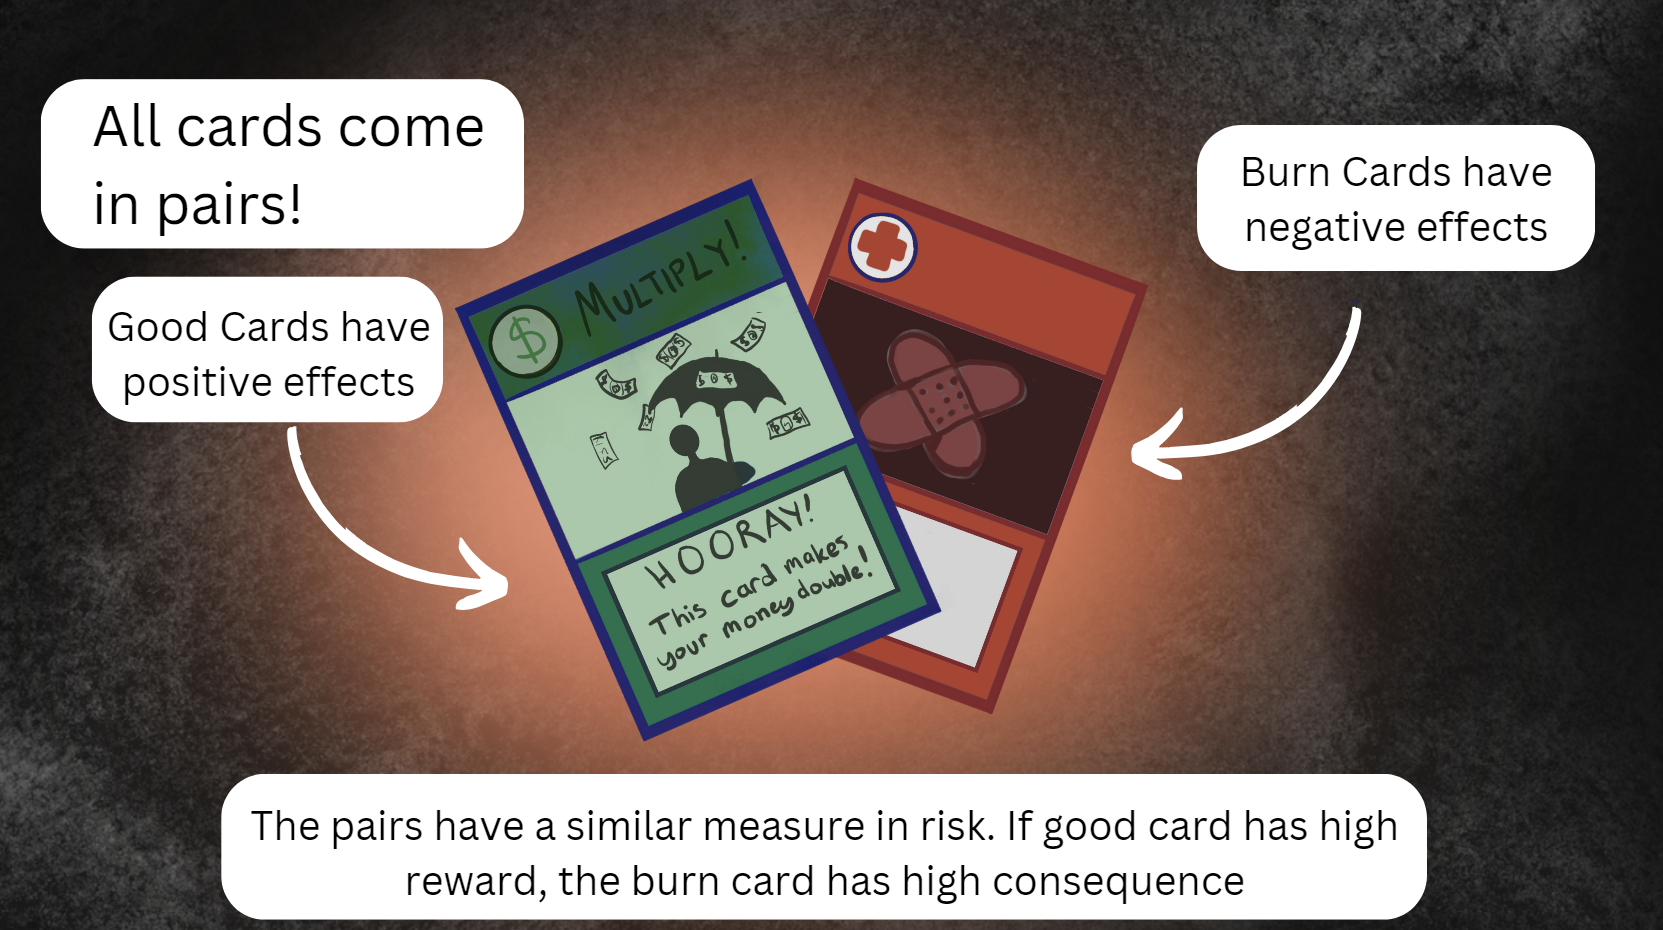 All cards come
in pairs!
Good Cards have
positive effects
Burn Cards have
negative effects
$
MULTIPLY!
HOORAY!
This card makes
your money double!
The pairs have a similar measure in risk. If good card has high
reward, the burn card has high consequence